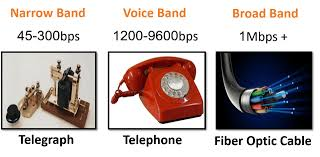 Narrow Band
Voice Band
Broad Band
45-300bps
1200-9600bps
1Mbps +
Telegraph
Telephone
Fiber Optic Cable